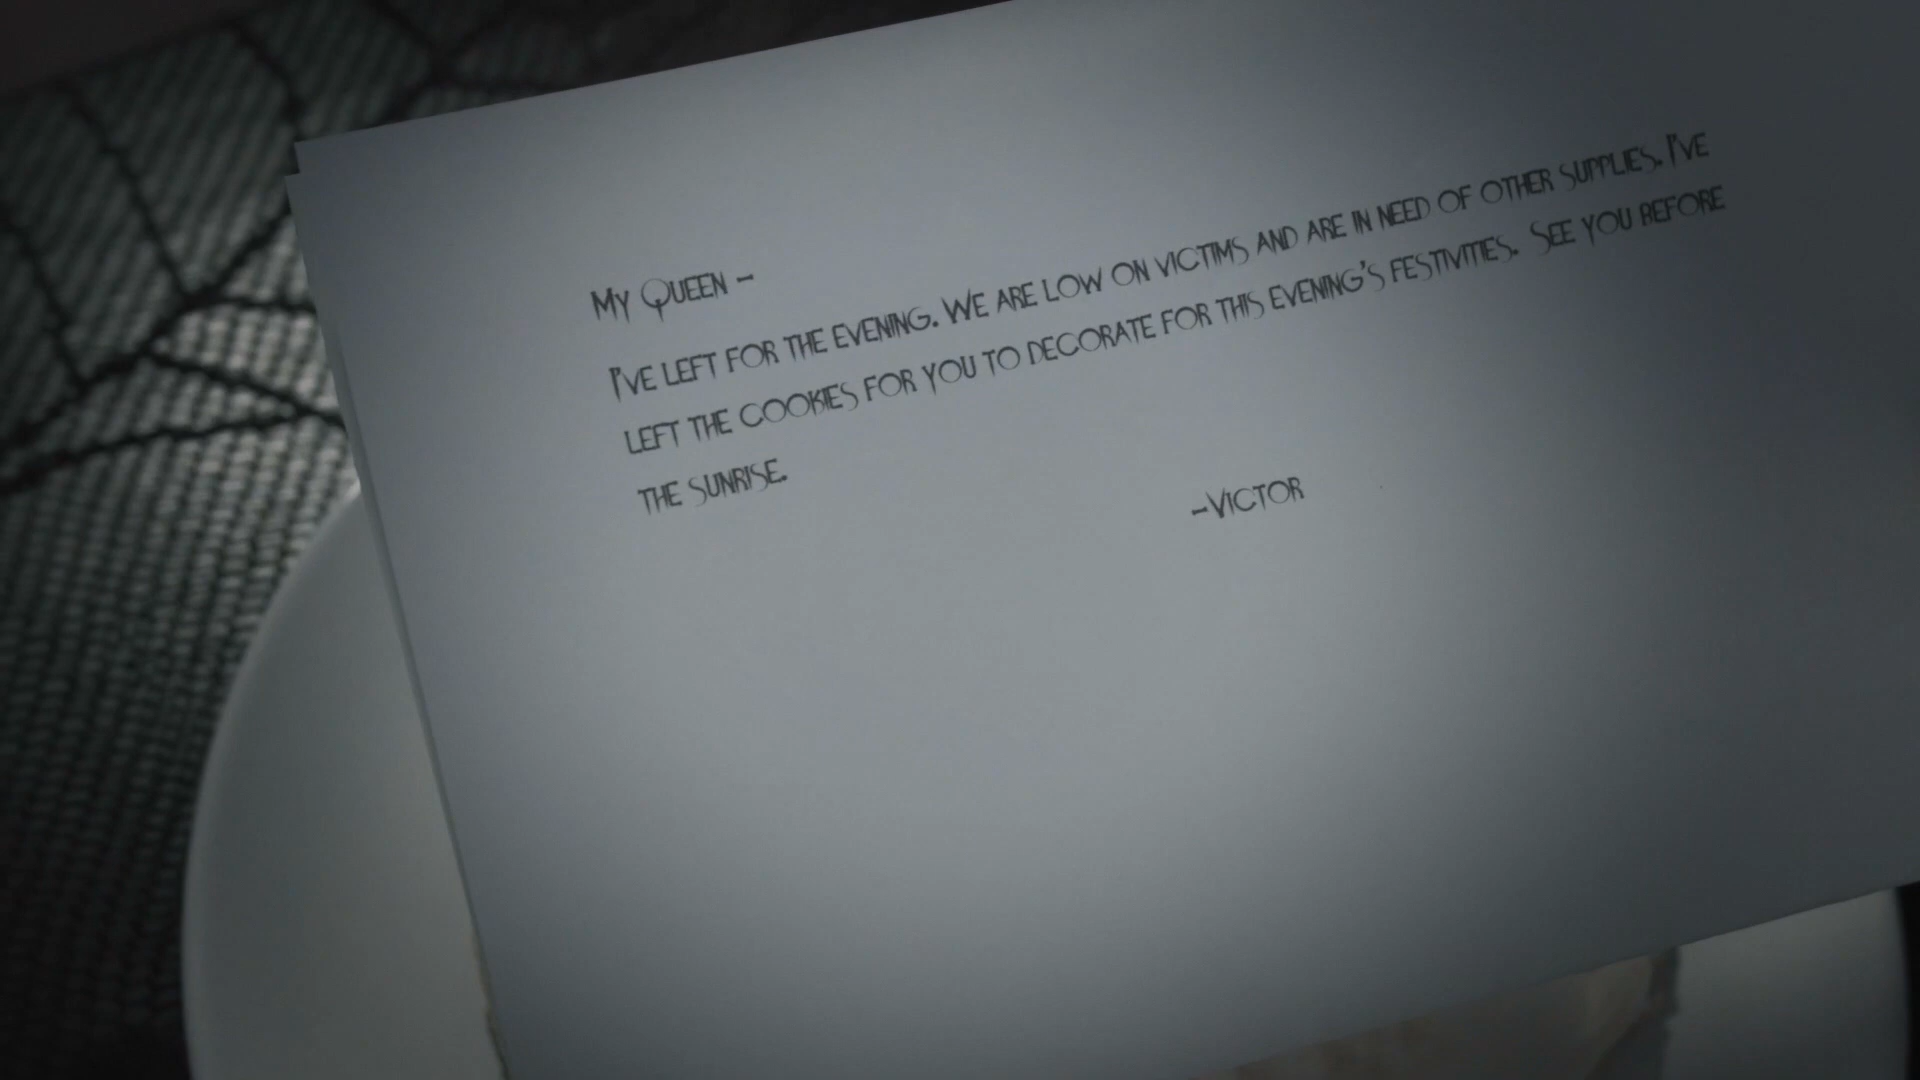 My Queen -
I've left for the evening. We are low on victims and are in need of other supplies. I've
left the cookies for you to decorate for this evening's festivities. See you before
the sunrise.
-Victor